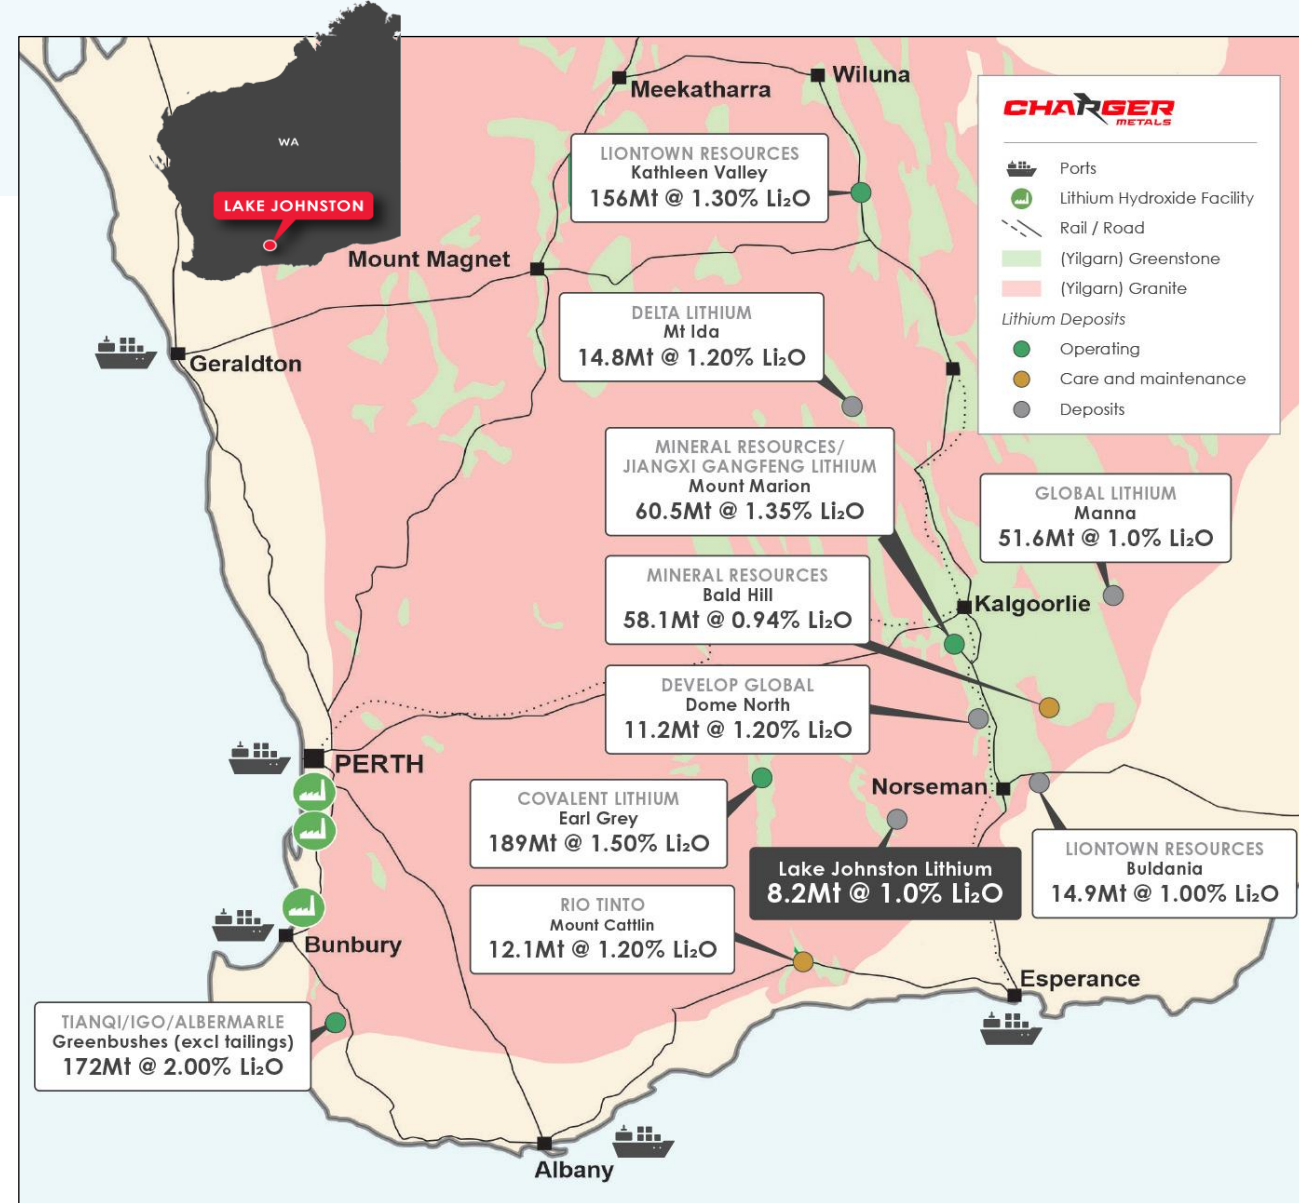 WA
LAKE JOHNSTON
Meekatharra
Wiluna
CHARGER
METALS
Ports
Lithium Hydroxide Facility
Rail / Road
(Yilgarn) Greenstone
(Yilgarn) Granite
Lithium Deposits
Operating
Care and maintenance
Deposits
LIONTOWN RESOURCES
Kathleen Valley
156Mt @ 1.30% Li₂O
Mount Magnet
Geraldton
DELTA LITHIUM
Mt Ida
14.8Mt @ 1.20% Li₂O
MINERAL RESOURCES/
JIANGXI GANGFENG LITHIUM
Mount Marion
60.5Mt @ 1.35% Li₂O
GLOBAL LITHIUM
Manna
51.6Mt @ 1.0% Li₂O
MINERAL RESOURCES
Bald Hill
58.1Mt @ 0.94% Li₂O
Kalgoorlie
DEVELOP GLOBAL
Dome North
11.2Mt @ 1.20% Li₂O
PERTH
COVALENT LITHIUM
Earl Grey
189Mt @ 1.50% Li₂O
Norseman
Lake Johnston Lithium
8.2Mt @ 1.0% Li₂O
LIONTOWN RESOURCES
Buldania
14.9Mt @ 1.00% Li₂O
RIO TINTO
Mount Cattlin
12.1Mt @ 1.20% Li₂O
Bunbury
Esperance
TIANQI/IGO/ALBERMARLE
Greenbushes (excl tailings)
172Mt @ 2.00% Li₂O
Albany